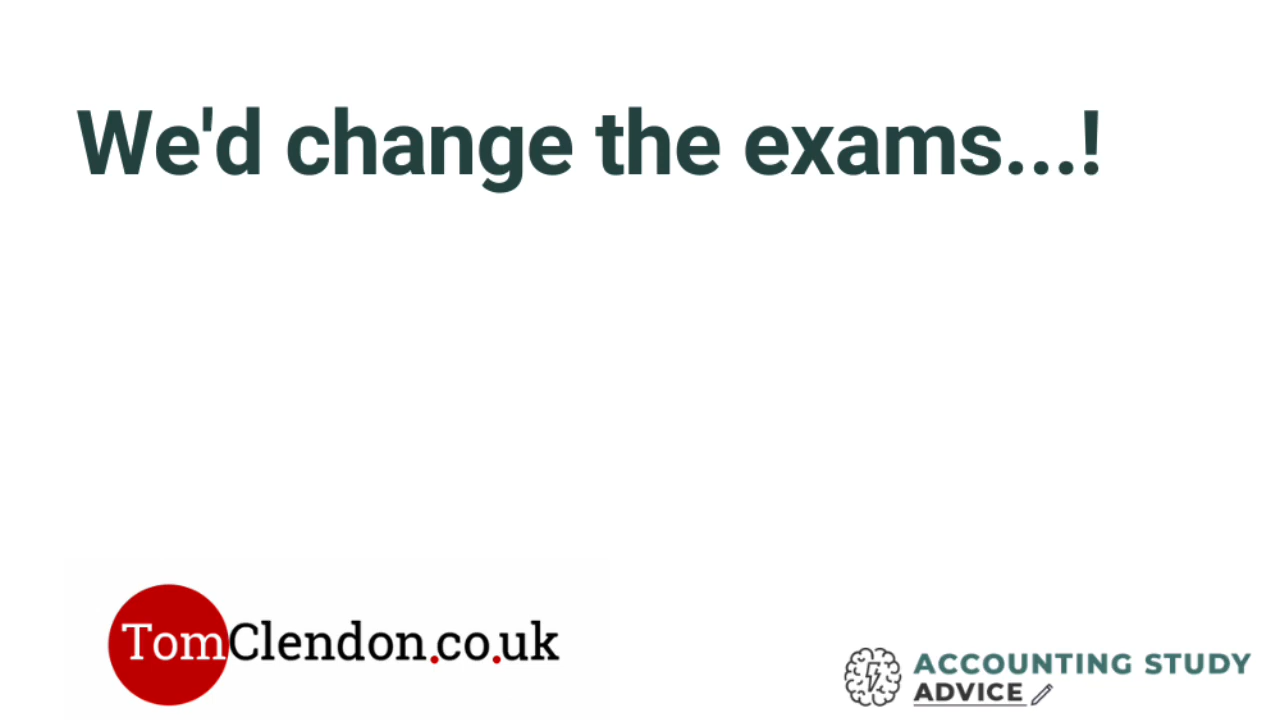 We'd change the exams...!
TomClendon.co.uk
ACCOUNTING STUDY
ADVICE